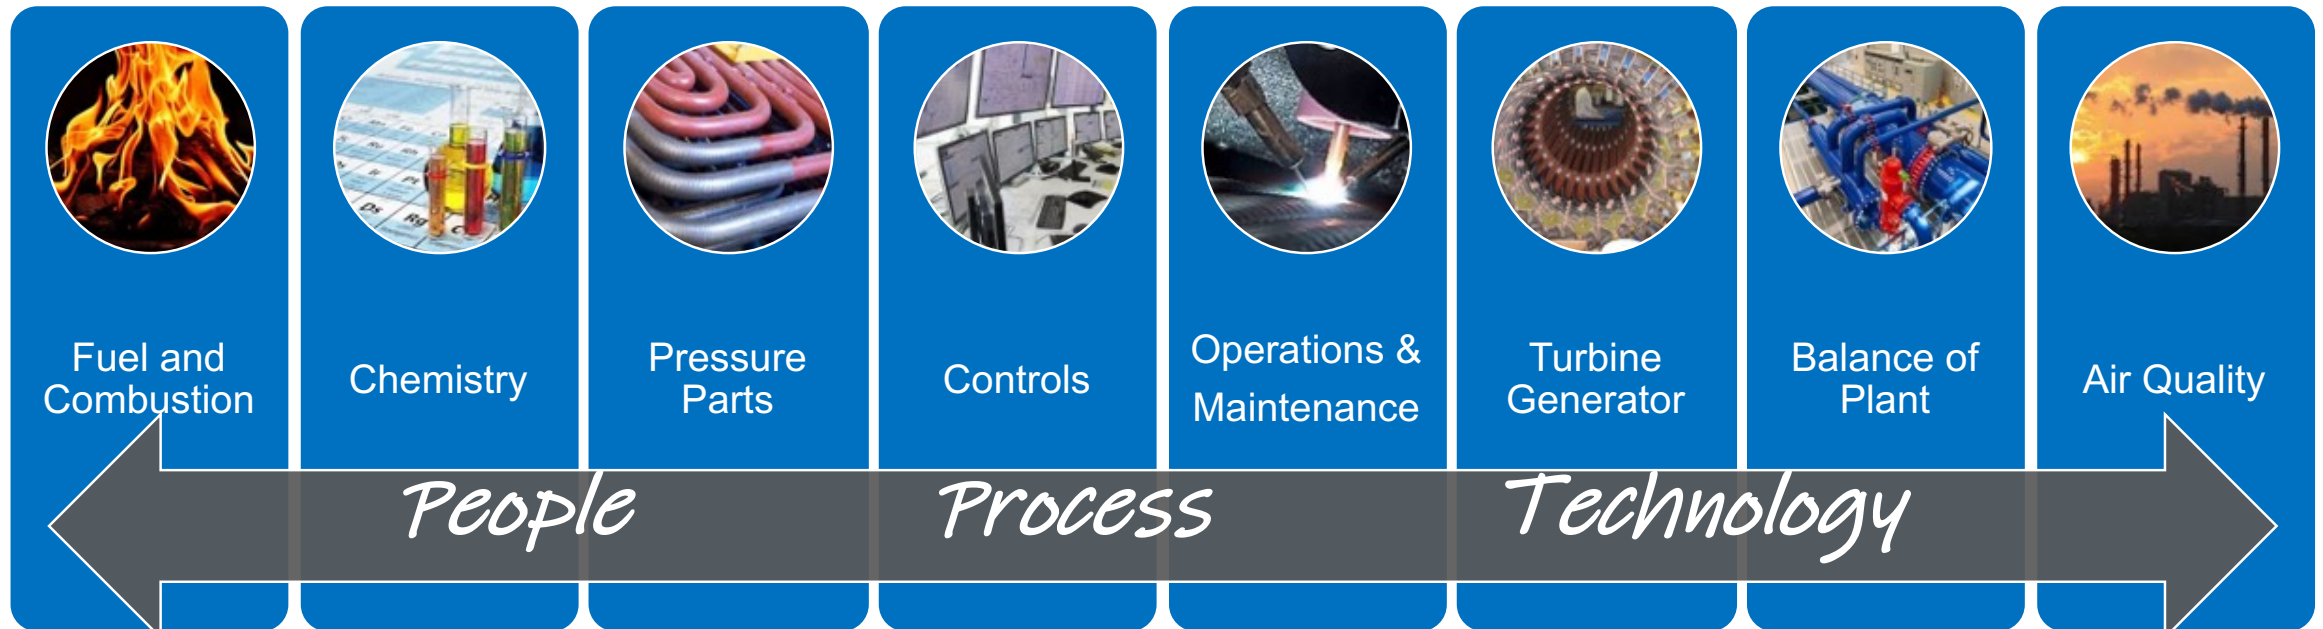 Fuel and
Combustion
Chemistry
Pressure
Parts
Controls
Operations &
Maintenance
Turbine
Generator
Balance of
Plant
Air Quality
People
Process
Technology